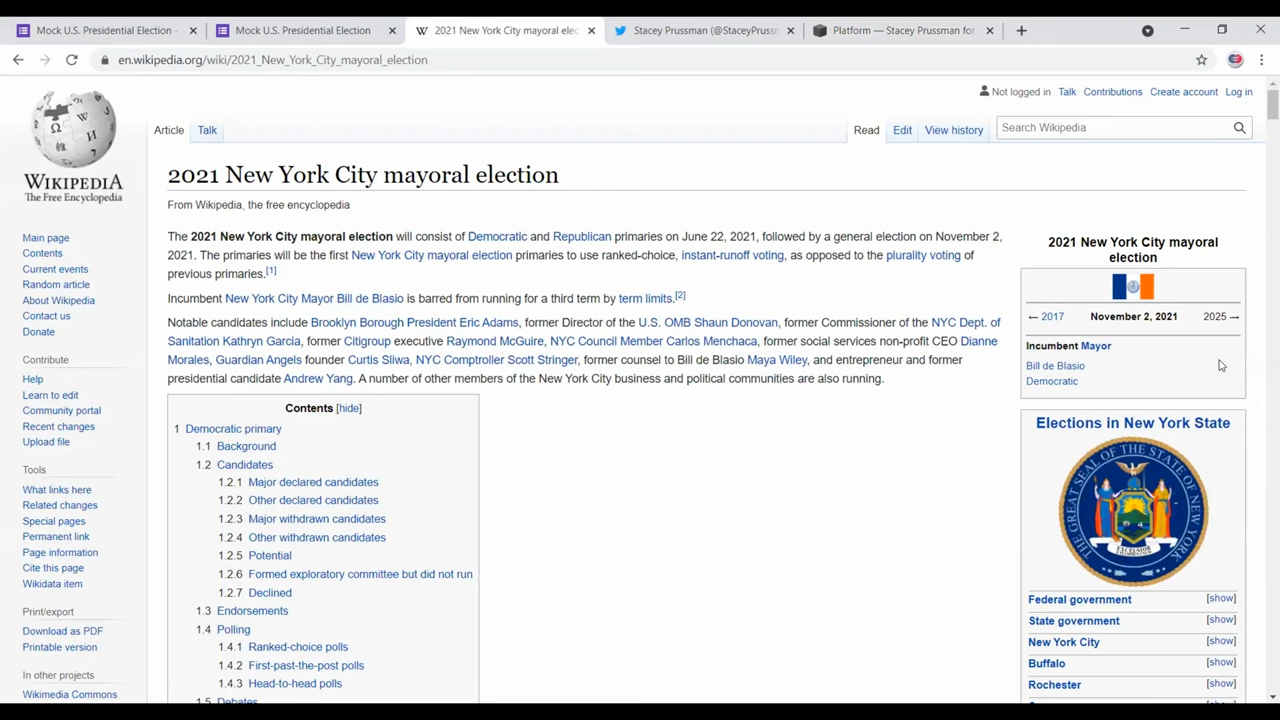 Mock U.S. Presidential Election -
Mock U.S. Presidential Election
2021 New York City mayoral elec
Stacey Prussman (@StaceyPrussm
Platform — Stacey Prussman for
en.wikipedia.org/wiki/2021_New_York_City_mayoral_election
Not logged in Talk Contributions Create account Log in
Article Talk
Read Edit View history
Search Wikipedia
WIKIPEDIA
The Free Encyclopedia
Main page
Contents
Current events
Random article
About Wikipedia
Contact us
Donate
Contribute
Help
Learn to edit
Community portal
Recent changes
Upload file
Tools
What links here
Related changes
Special pages
Permanent link
Page information
Cite this page
Wikidata item
Print/export
Download as PDF
Printable version
In other projects
Wikimedia Commons
2021 New York City mayoral election
From Wikipedia, the free encyclopedia
The 2021 New York City mayoral election will consist of Democratic and Republican primaries on June 22, 2021, followed by a general election on November 2,
2021. The primaries will be the first New York City mayoral election primaries to use ranked-choice, instant-runoff voting, as opposed to the plurality voting of
previous primaries.[1]
Incumbent New York City Mayor Bill de Blasio is barred from running for a third term by term limits.[2]
Notable candidates include Brooklyn Borough President Eric Adams, former Director of the U.S. OMB Shaun Donovan, former Commissioner of the NYC Dept. of
Sanitation Kathryn Garcia, former Citigroup executive Raymond McGuire, NYC Council Member Carlos Menchaca, former social services non-profit CEO Dianne
Morales, Guardian Angels founder Curtis Sliwa, NYC Comptroller Scott Stringer, former counsel to Bill de Blasio Maya Wiley, and entrepreneur and former
presidential candidate Andrew Yang. A number of other members of the New York City business and political communities are also running.
Contents [hide]
1 Democratic primary
1.1 Background
1.2 Candidates
1.2.1 Major declared candidates
1.2.2 Other declared candidates
1.2.3 Major withdrawn candidates
1.2.4 Other withdrawn candidates
1.2.5 Potential
1.2.6 Formed exploratory committee but did not run
1.2.7 Declined
1.3 Endorsements
1.4 Polling
1.4.1 Ranked-choice polls
1.4.2 First-past-the-post polls
1.4.3 Head-to-head polls
1.5 Debates
2021 New York City mayoral
election
← 2017 November 2, 2021 2025 →
Incumbent Mayor
Bill de Blasio
Democratic
Elections in New York State
THE GREAT SEAL OF THE STATE OF NEW YORK
EXCELSIOR
Federal government [show]
State government [show]
New York City [show]
Buffalo [show]
Rochester [show]